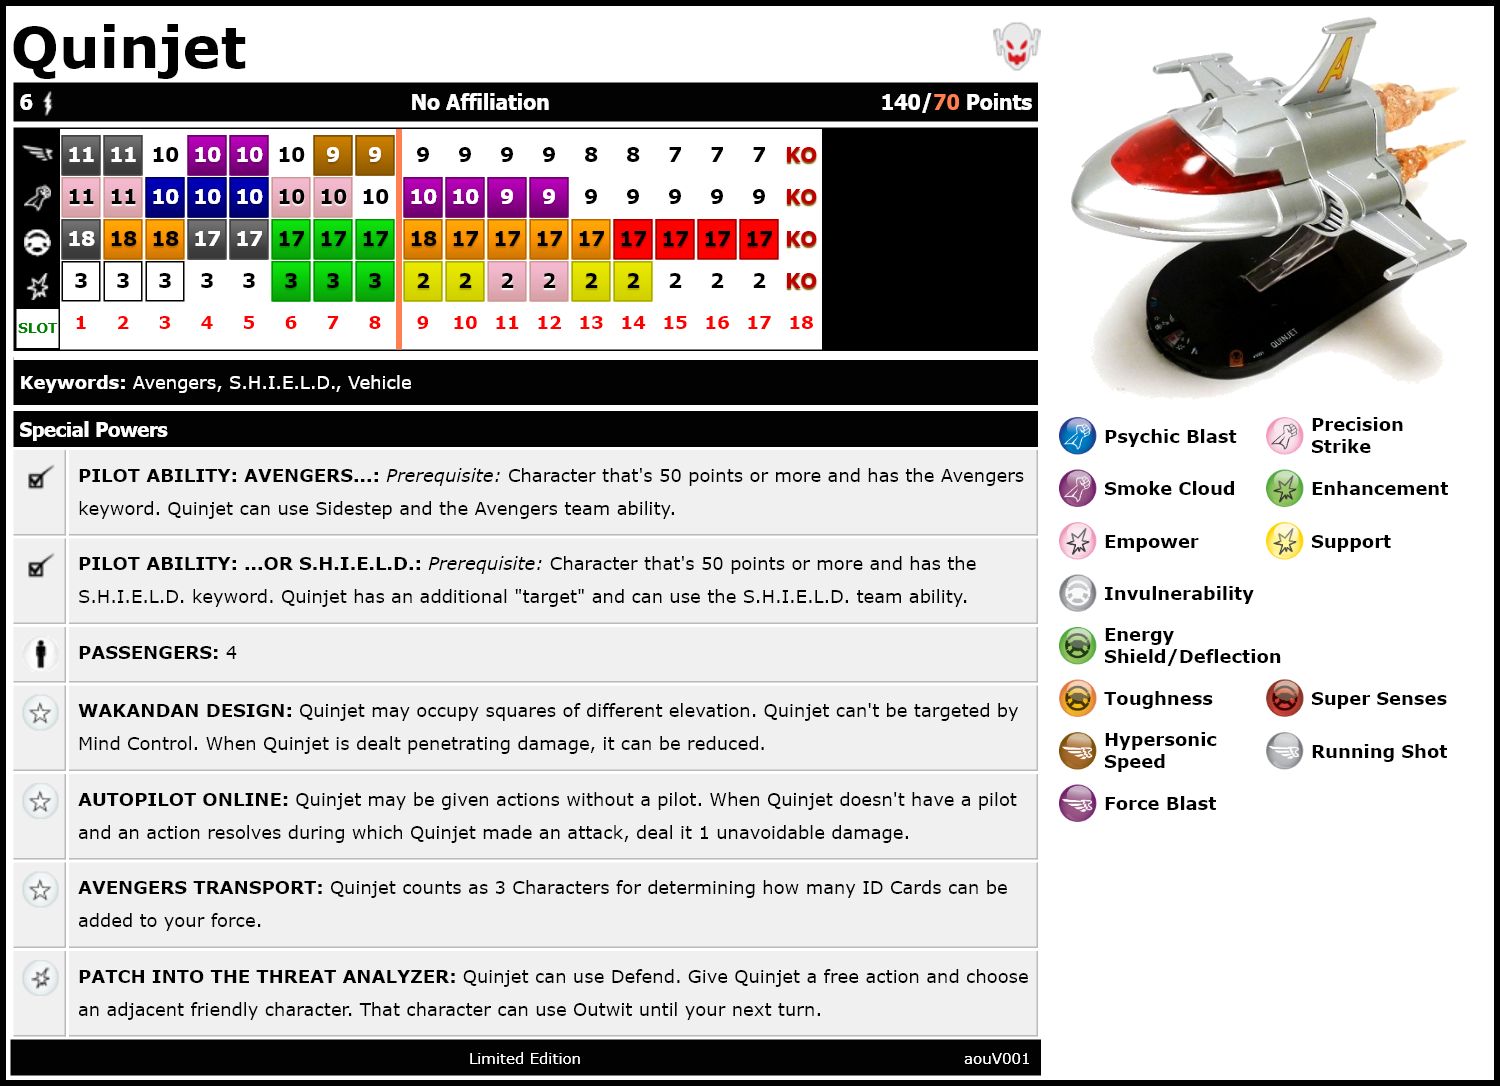 Quinjet
6 No Affiliation 140/70 Points
11 11 10 10 10 10 9 9 9 9 9 9 8 8 7 7 7 KO
11 11 10 10 10 10 10 10 10 10 9 9 9 9 9 9 9 KO
18 18 18 17 17 17 17 17 18 17 17 17 17 17 17 17 17 KO
3 3 3 3 3 3 3 3 2 2 2 2 2 2 2 2 2 KO
SLOT 1 2 3 4 5 6 7 8 9 10 11 12 13 14 15 16 17 18
Keywords: Avengers, S.H.I.E.L.D., Vehicle
Special Powers
PILOT ABILITY: AVENGERS...: Prerequisite: Character that's 50 points or more and has the Avengers
keyword. Quinjet can use Sidestep and the Avengers team ability.
PILOT ABILITY: ...OR S.H.I.E.L.D.: Prerequisite: Character that's 50 points or more and has the
S.H.I.E.L.D. keyword. Quinjet has an additional "target" and can use the S.H.I.E.L.D. team ability.
PASSENGERS: 4
WAKANDAN DESIGN: Quinjet may occupy squares of different elevation. Quinjet can't be targeted by
Mind Control. When Quinjet is dealt penetrating damage, it can be reduced.
AUTOPILOT ONLINE: Quinjet may be given actions without a pilot. When Quinjet doesn't have a pilot
and an action resolves during which Quinjet made an attack, deal it 1 unavoidable damage.
AVENGERS TRANSPORT: Quinjet counts as 3 Characters for determining how many ID Cards can be
added to your force.
PATCH INTO THE THREAT ANALYZER: Quinjet can use Defend. Give Quinjet a free action and choose
an adjacent friendly character. That character can use Outwit until your next turn.
Limited Edition aouV001
A
QUINJET
Psychic Blast
Precision
Strike
Smoke Cloud
Enhancement
Empower
Support
Invulnerability
Energy
Shield/Deflection
Toughness
Super Senses
Hypersonic
Speed
Running Shot
Force Blast